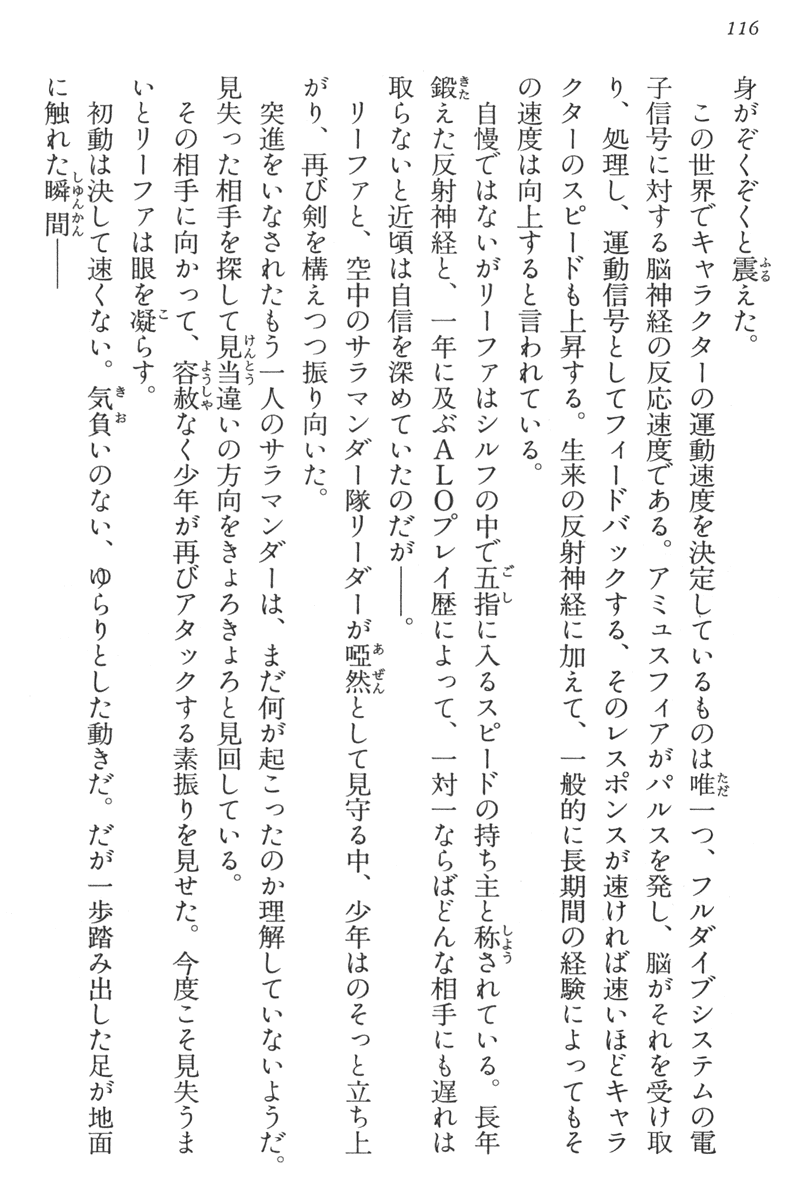 116
身がぞくぞくと震えた。
　この世界でキャラクターの運動速度を決定しているものは唯一つ、フルダイブシステムの電
子信号に対する脳神経の反応速度である。アミュスフィアがパルスを発し、脳がそれを受け取
り、処理し、運動信号としてフィードバックする、そのレスポンスが速ければ速いほどキャラ
クターのスピードも上昇する。生来の反射神経に加えて、一般的に長期間の経験によってもそ
の速度は向上すると言われている。
　自慢ではないがリーファはシルフの中で五指に入るスピードの持ち主と称されている。長年
鍛えた反射神経と、一年に及ぶＡＬＯプレイ歴によって、一対一ならばどんな相手にも遅れは
取らないと近頃は自信を深めていたのだが――。
　リーファと、空中のサラマンダー隊リーダーが啞然として見守る中、少年はのそっと立ち上
がり、再び剣を構えつつ振り向いた。
　突進をいなされたもう一人のサラマンダーは、まだ何が起こったのか理解していないようだ。
見失った相手を探して見当違いの方向をきょろきょろと見回している。
　その相手に向かって、容赦なく少年が再びアタックする素振りを見せた。今度こそ見失うま
いとリーファは眼を凝らす。
　初動は決して速くない。気負いのない、ゆらりとした動きだ。だが一歩踏み出した足が地面
に触れた瞬間――